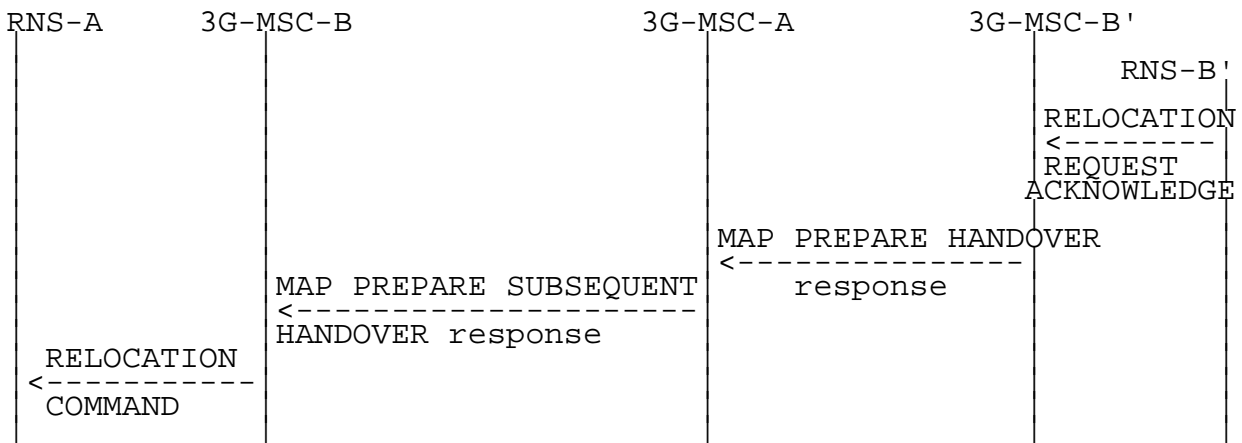 RNS-A 3G-MSC-B 3G-MSC-A 3G-MSC-B'
RNS-B'
RELOCATION
REQUEST
ACKNOWLEDGE
MAP PREPARE HANDOVER
response
MAP PREPARE SUBSEQUENT
HANDOVER response
RELOCATION
COMMAND